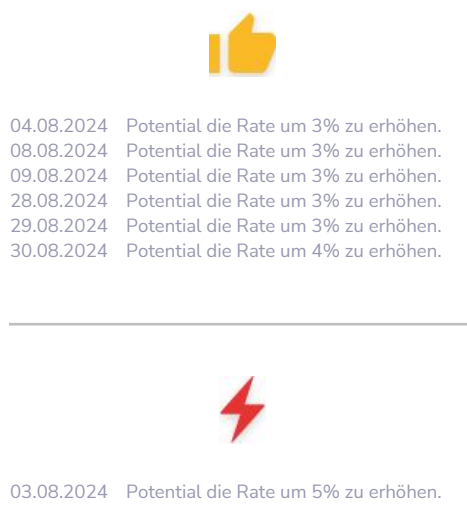 04.08.2024 Potential die Rate um 3% zu erhöhen.
08.08.2024 Potential die Rate um 3% zu erhöhen.
09.08.2024 Potential die Rate um 3% zu erhöhen.
28.08.2024 Potential die Rate um 3% zu erhöhen.
29.08.2024 Potential die Rate um 3% zu erhöhen.
30.08.2024 Potential die Rate um 4% zu erhöhen.
03.08.2024 Potential die Rate um 5% zu erhöhen.